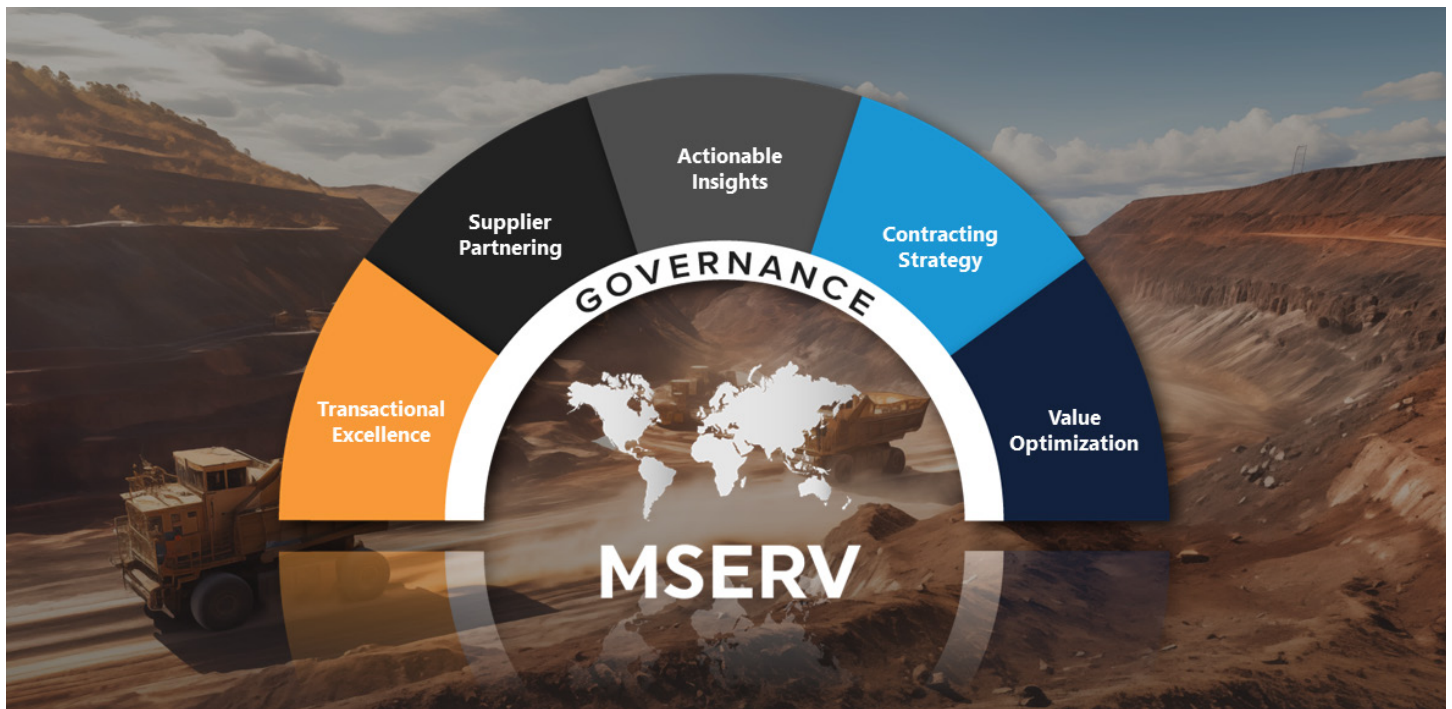 Actionable
Insights
Supplier
Partnering
Contracting
Strategy
GOVERNANCE
Transactional
Excellence
Value
Optimization
MSERV